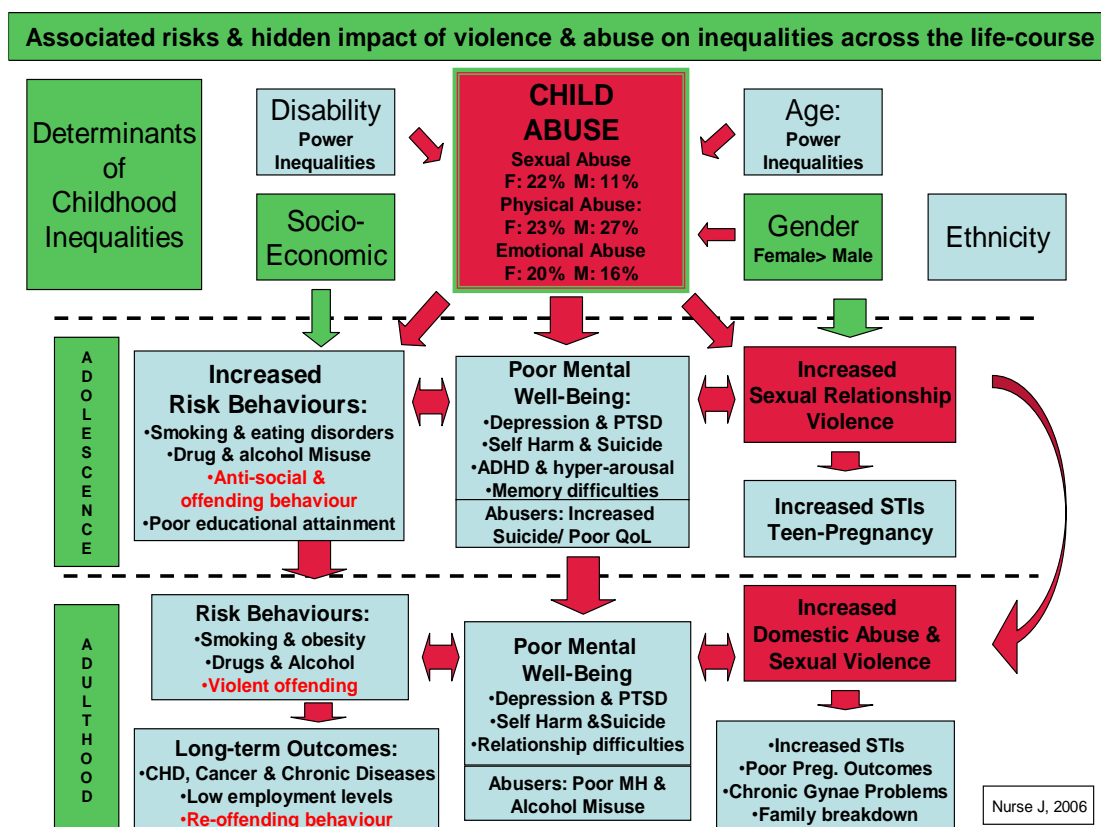 Associated risks & hidden impact of violence & abuse on inequalities across the life-course
Determinants
of
Childhood
Inequalities
Disability
Power
Inequalities
Socio-
Economic
CHILD
ABUSE
Sexual Abuse
F: 22% M: 11%
Physical Abuse:
F: 23% M: 27%
Emotional Abuse
F: 20% M: 16%
Age:
Power
Inequalities
Gender
Female> Male
Ethnicity
ADOLESCENCE
Increased
Risk Behaviours:
•Smoking & eating disorders
•Drug & alcohol Misuse
•Anti-social &
offending behaviour
•Poor educational attainment
Poor Mental
Well-Being:
•Depression & PTSD
•Self Harm & Suicide
•ADHD & hyper-arousal
•Memory difficulties
Abusers: Increased
Suicide/ Poor QoL
Increased
Sexual Relationship
Violence
Increased STIs
Teen-Pregnancy
ADULTHOOD
Risk Behaviours:
•Smoking & obesity
•Drugs & Alcohol
•Violent offending
Long-term Outcomes:
•CHD, Cancer & Chronic Diseases
•Low employment levels
•Re-offending behaviour
Poor Mental
Well-Being
•Depression & PTSD
•Self Harm &Suicide
•Relationship difficulties
Abusers: Poor MH &
Alcohol Misuse
Increased
Domestic Abuse &
Sexual Violence
•Increased STIs
•Poor Preg. Outcomes
•Chronic Gynae Problems
•Family breakdown
Nurse J, 2006